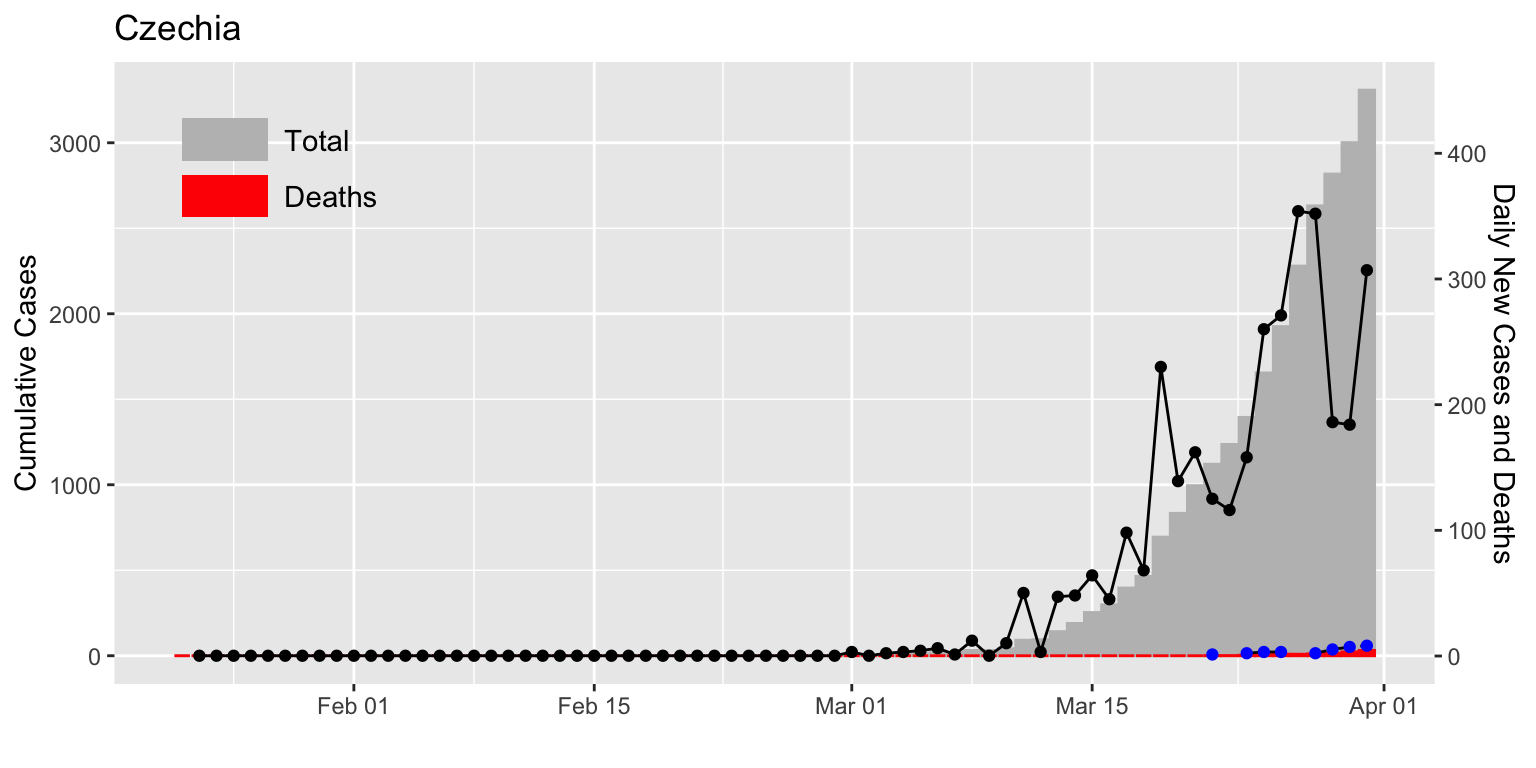 Czechia
Total
Deaths
Cumulative Cases
3000
2000
1000
0
400
300
200
100
0
Daily New Cases and Deaths
Feb 01
Feb 15
Mar 01
Mar 15
Apr 01